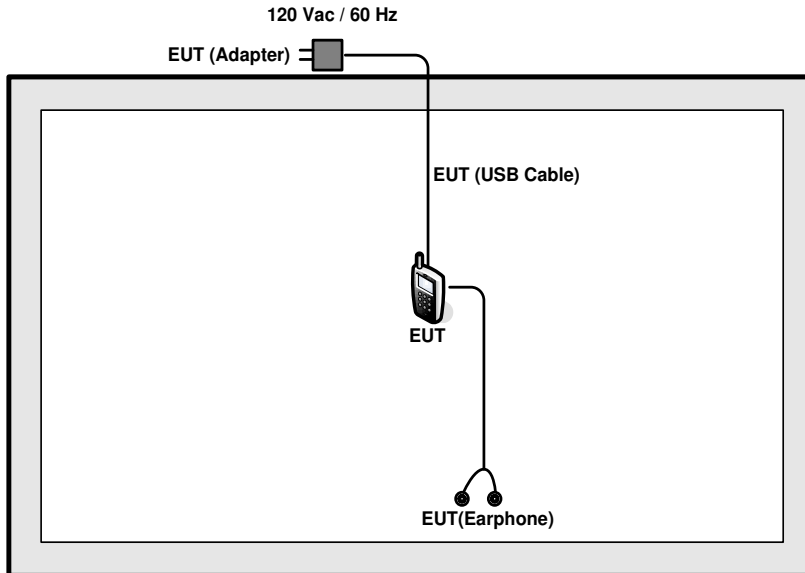 120 Vac / 60 Hz
EUT (Adapter)
EUT (USB Cable)
EUT
EUT(Earphone)